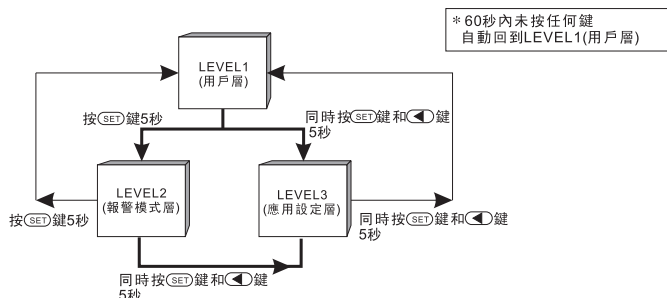 ＊60秒內未按任何鍵
自動回到LEVEL1(用戶層)
LEVEL1
(用戶層)
按SET鍵5秒
同時按SET鍵和◀鍵
5秒
LEVEL2
(報警模式層)
LEVEL3
(應用設定層)
按SET鍵5秒
同時按SET鍵和◀鍵
5秒
同時按SET鍵和◀鍵
5秒